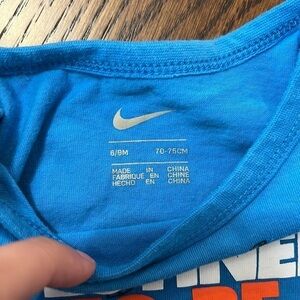 6/9M 70-75CM
MADE IN CHINA
FABRIQUÉ EN CHINE
HECHO EN CHINA